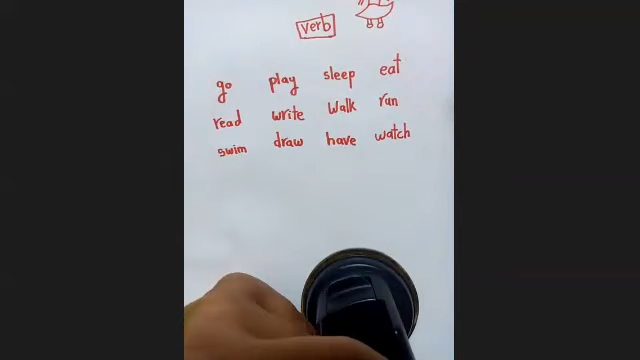 verb
go play sleep eat
read write walk run
swim draw have watch